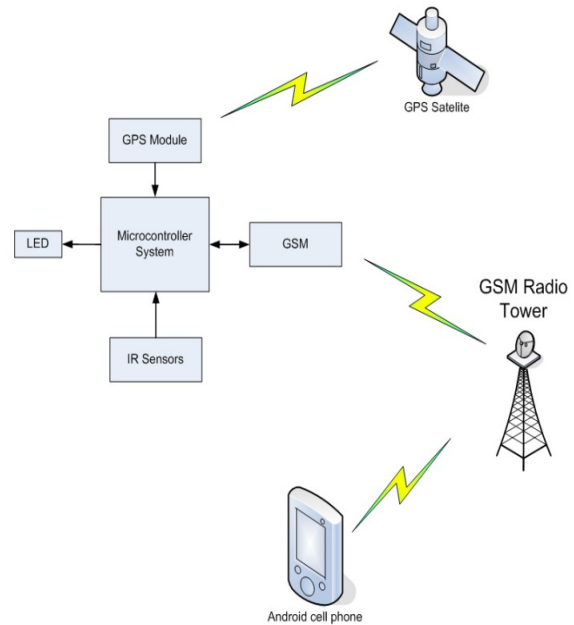 GPS Satelite
GPS Module
LED
Microcontroller
System
GSM
GSM Radio
Tower
IR Sensors
Android cell phone